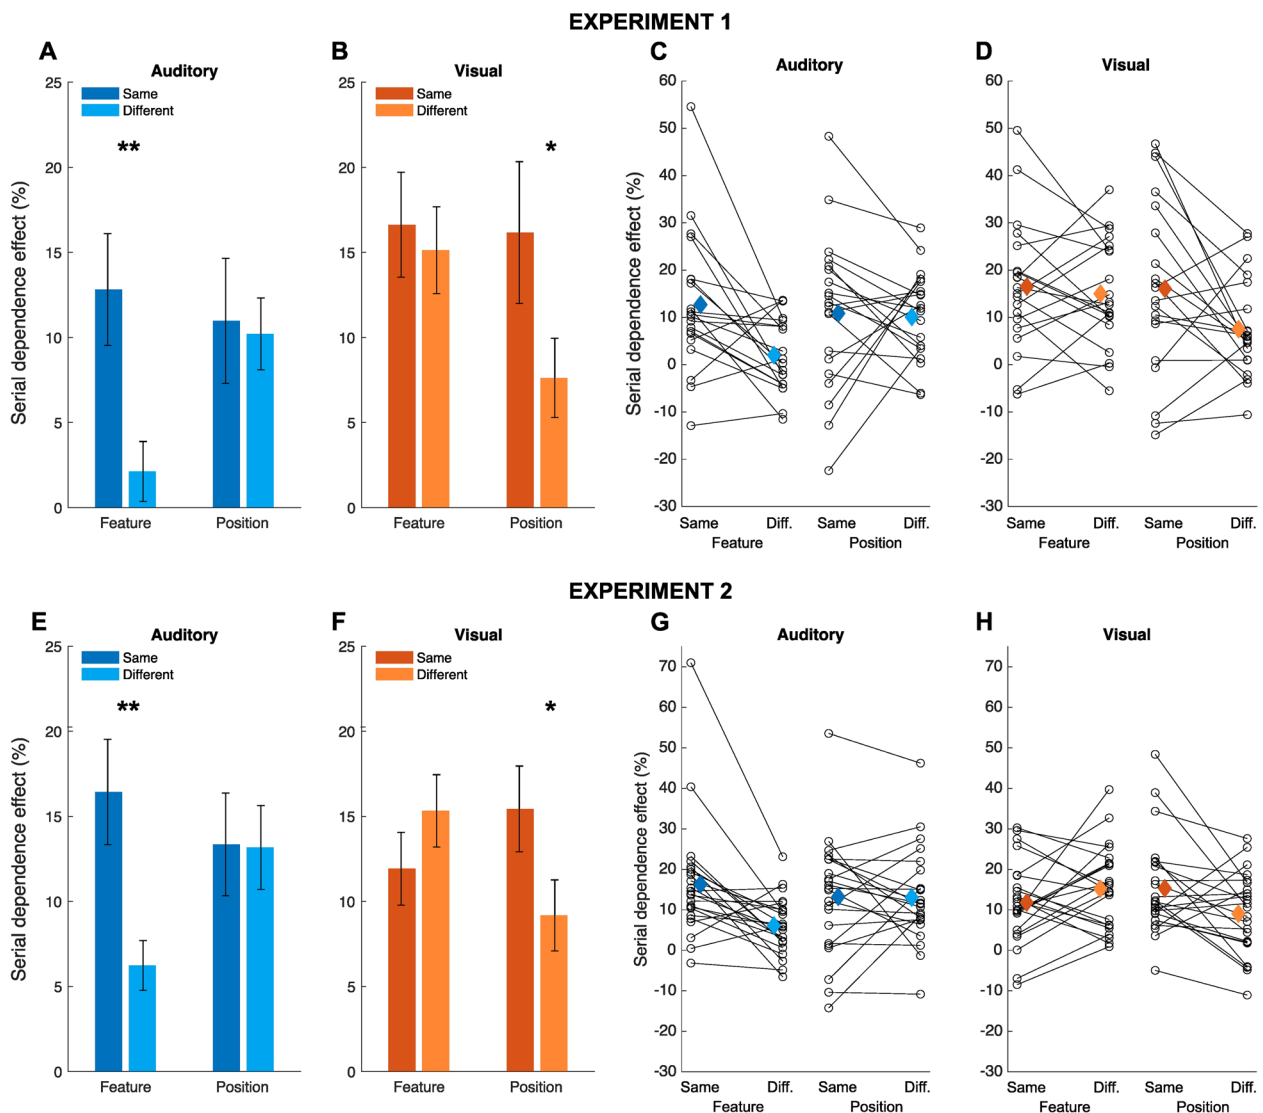 EXPERIMENT 1
A
Auditory
Same
Different
**
Serial dependence effect (%)
25
20
15
10
5
0
Feature
Position
B
Visual
Same
Different
*
25
20
15
10
5
0
Feature
Position
C
Auditory
Serial dependence effect (%)
60
50
40
30
20
10
0
-10
-20
-30
Same
Diff.
Same
Diff.
Feature
Position
D
Visual
60
50
40
30
20
10
0
-10
-20
-30
Same
Diff.
Same
Diff.
Feature
Position
EXPERIMENT 2
E
Auditory
Same
Different
**
Serial dependence effect (%)
25
20
15
10
5
0
Feature
Position
F
Visual
Same
Different
*
25
20
15
10
5
0
Feature
Position
G
Auditory
Serial dependence effect (%)
70
60
50
40
30
20
10
0
-10
-20
-30
Same
Diff.
Same
Diff.
Feature
Position
H
Visual
70
60
50
40
30
20
10
0
-10
-20
-30
Same
Diff.
Same
Diff.
Feature
Position